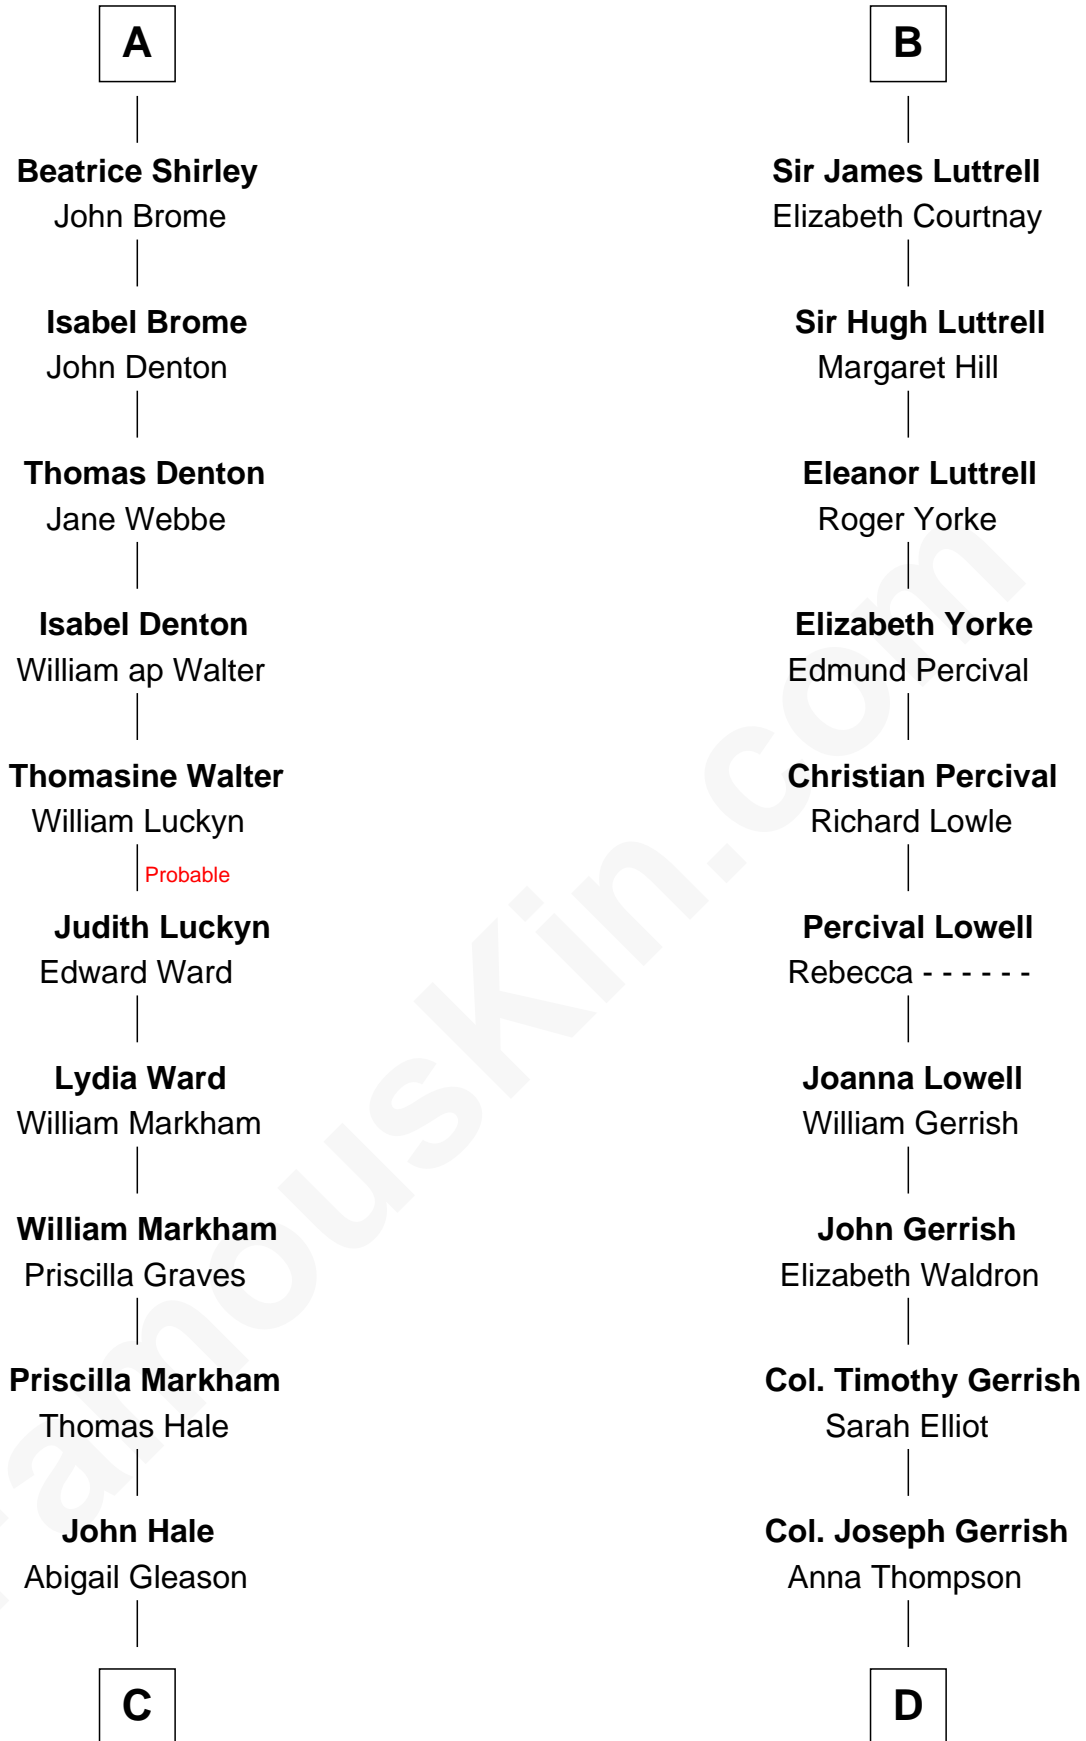 A
Beatrice Shirley
John Brome
Isabel Brome
John Denton
Thomas Denton
Jane Webbe
Isabel Denton
William ap Walter
Thomasine Walter
William Luckyn
Probable
Judith Luckyn
Edward Ward
Lydia Ward
William Markham
William Markham
Priscilla Graves
Priscilla Markham
Thomas Hale
John Hale
Abigail Gleason
C
B
Sir James Luttrell
Elizabeth Courtnay
Sir Hugh Luttrell
Margaret Hill
Eleanor Luttrell
Roger Yorke
Elizabeth Yorke
Edmund Percival
Christian Percival
Richard Lowle
Percival Lowell
Rebecca - - - - - -
Joanna Lowell
William Gerrish
John Gerrish
Elizabeth Waldron
Col. Timothy Gerrish
Sarah Elliot
Col. Joseph Gerrish
Anna Thompson
D
FamousKin.com